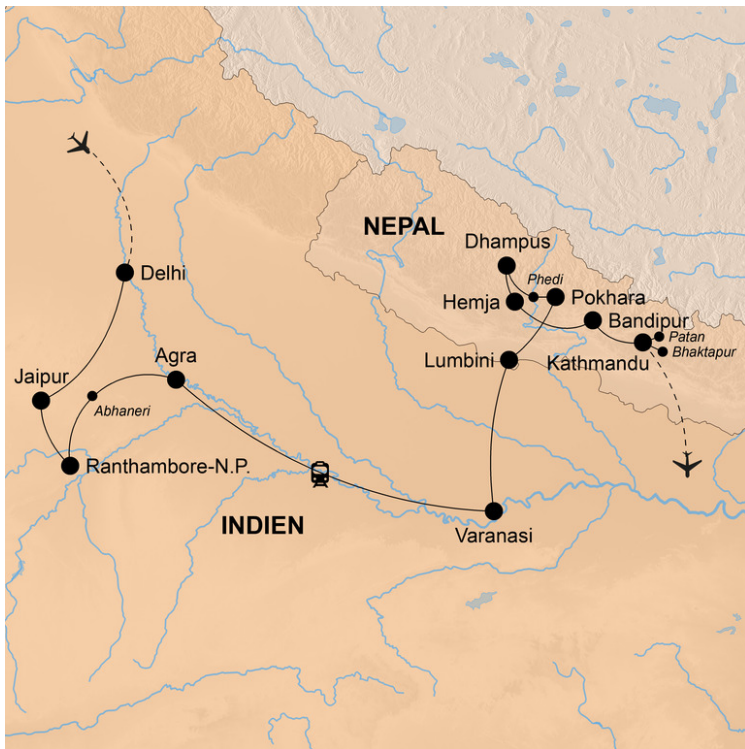 NEPAL
Dhampus
Phedi
Hemja
Pokhara
Bandipur
Patan
Bhaktapur
Kathmandu
Lumbini
Delhi
Agra
Jaipur
Abhaneri
Ranthambore-N.P.
INDIEN
Varanasi